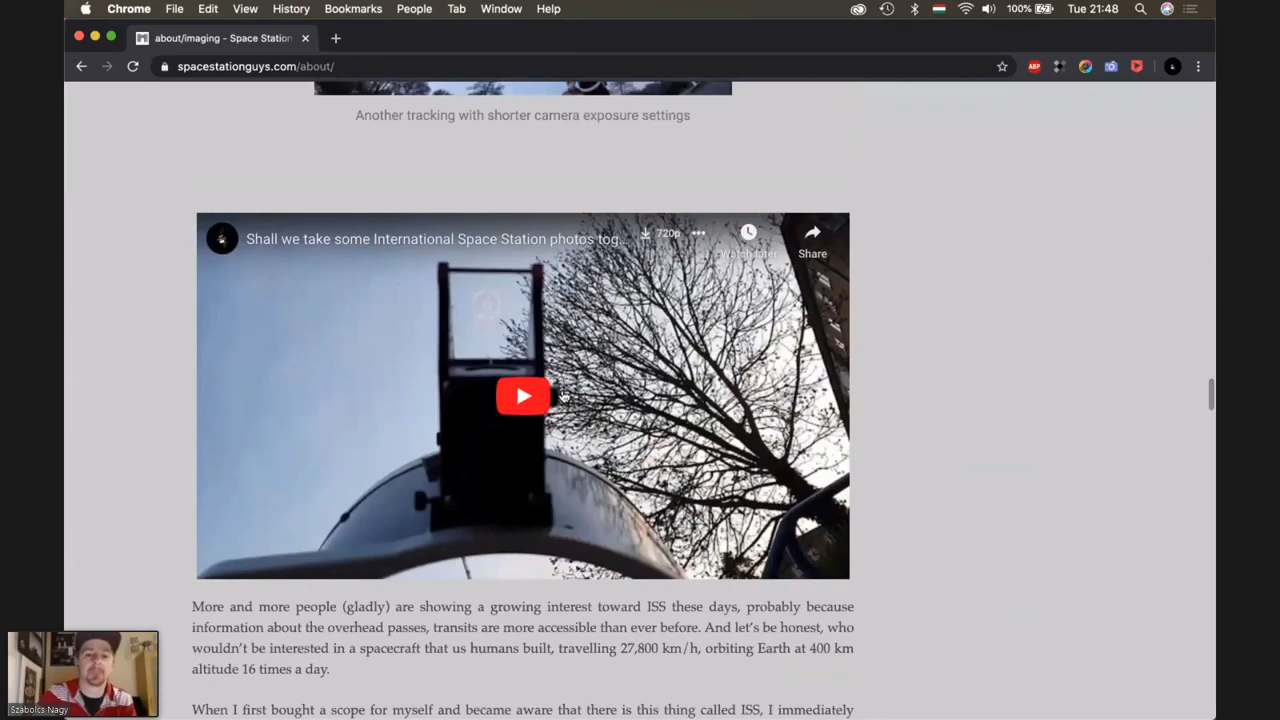 Chrome File Edit View History Bookmarks People Tab Window Help 100% Tue 21:48
about/imaging - Space Station
spacestationguys.com/about/ ABP
Another tracking with shorter camera exposure settings
Shall we take some International Space Station photos tog... 720p
Watch later Share
More and more people (gladly) are showing a growing interest toward ISS these days, probably because
information about the overhead passes, transits are more accessible than ever before. And let's be honest, who
wouldn't be interested in a spacecraft that us humans built, travelling 27,800 km/h, orbiting Earth at 400 km
altitude 16 times a day.
When I first bought a scope for myself and became aware that there is this thing called ISS, I immediately
Szabolcs Nagy